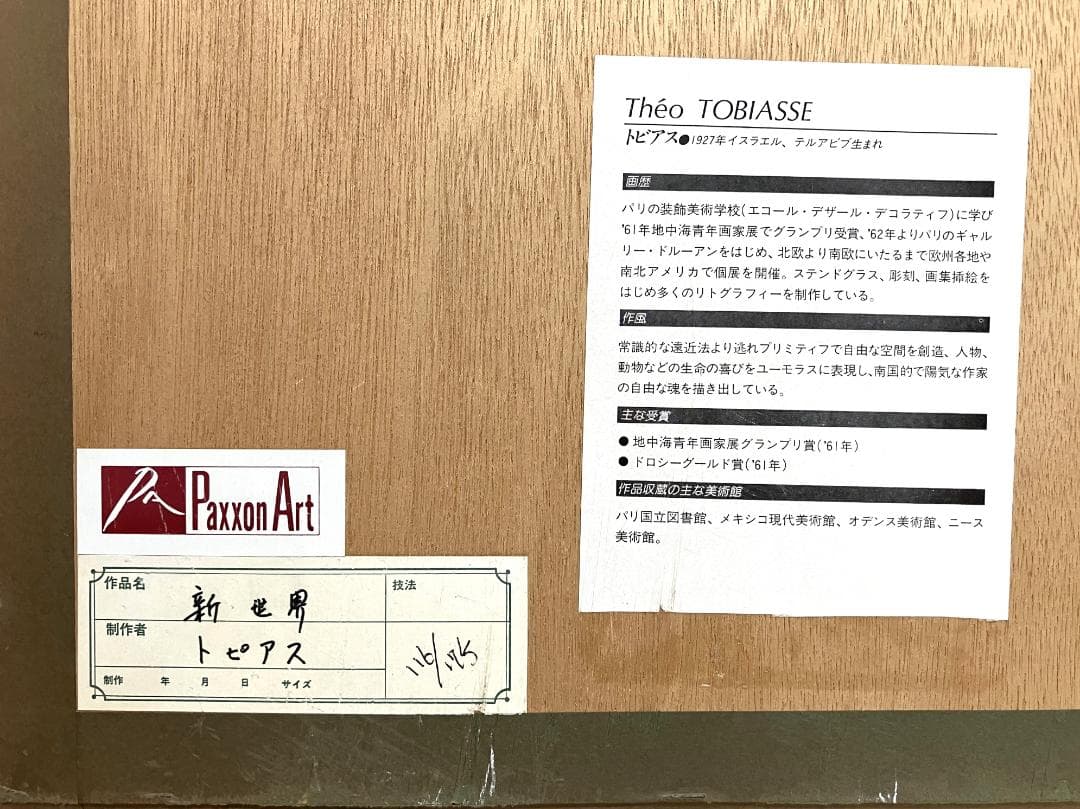 Théo TOBIASSE
トビアス●1927年イスラエル、テルアビブ生まれ
画歴
パリの装飾美術学校(エコール・デザール・デコラティフ)に学び
'61年地中海青年画家展でグランプリ受賞、'62年よりパリのギャル
リー・ドルーアンをはじめ、北欧より南欧にいたるまで欧州各地や
南北アメリカで個展を開催。ステンドグラス、彫刻、画集挿絵を
はじめ多くのリトグラフィーを制作している。
作風
常識的な遠近法より逃れプリミティフで自由な空間を創造、人物、
動物などの生命の喜びをユーモラスに表現し、南国的で陽気な作家
の自由な魂を描き出している。
主な受賞
●地中海青年画家展グランプリ賞('61年)
●ドロシーグールド賞('61年)
作品収蔵の主な美術館
パリ国立図書館、メキシコ現代美術館、オデンス美術館、ニース
美術館。
PA Paxxon Art
作品名 新世界
技法
制作者 トピアス
116/175
制作 年 月 日 サイズ